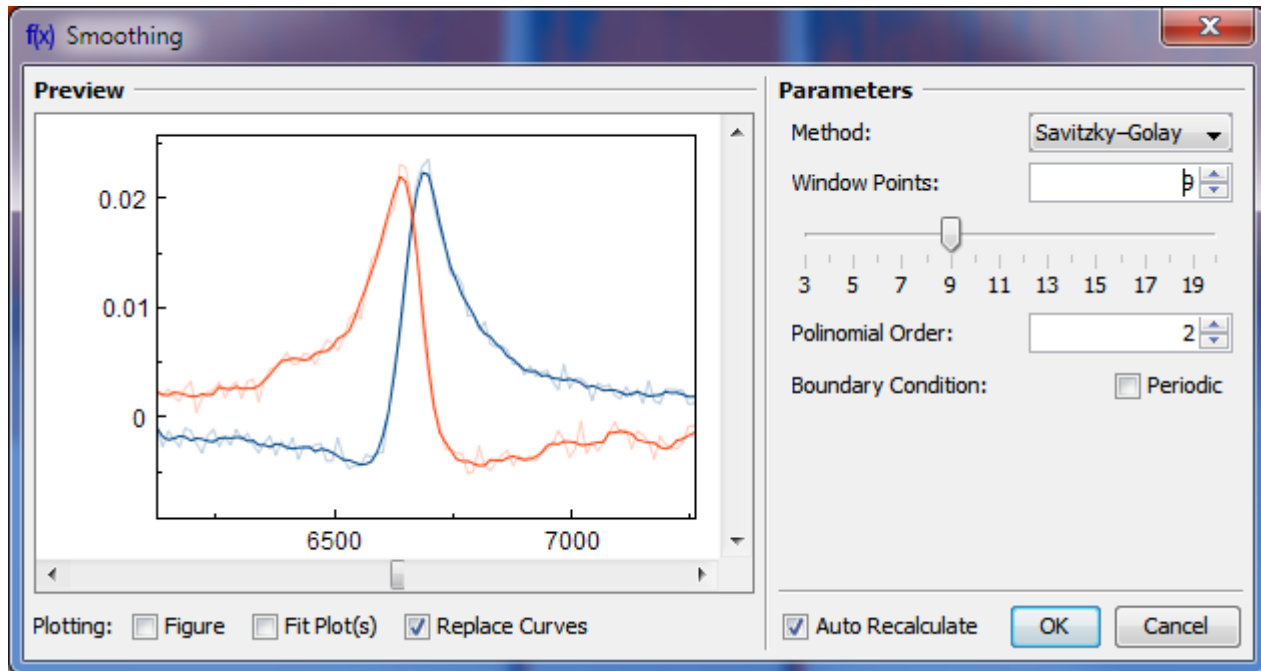 f(x) Smoothing
Preview
0.02
0.01
0
6500 7000
Plotting: Figure Fit Plot(s) Replace Curves
Parameters
Method: Savitzky–Golay
Window Points: 9
3 5 7 9 11 13 15 17 19
Polinomial Order: 2
Boundary Condition: Periodic
Auto Recalculate OK Cancel